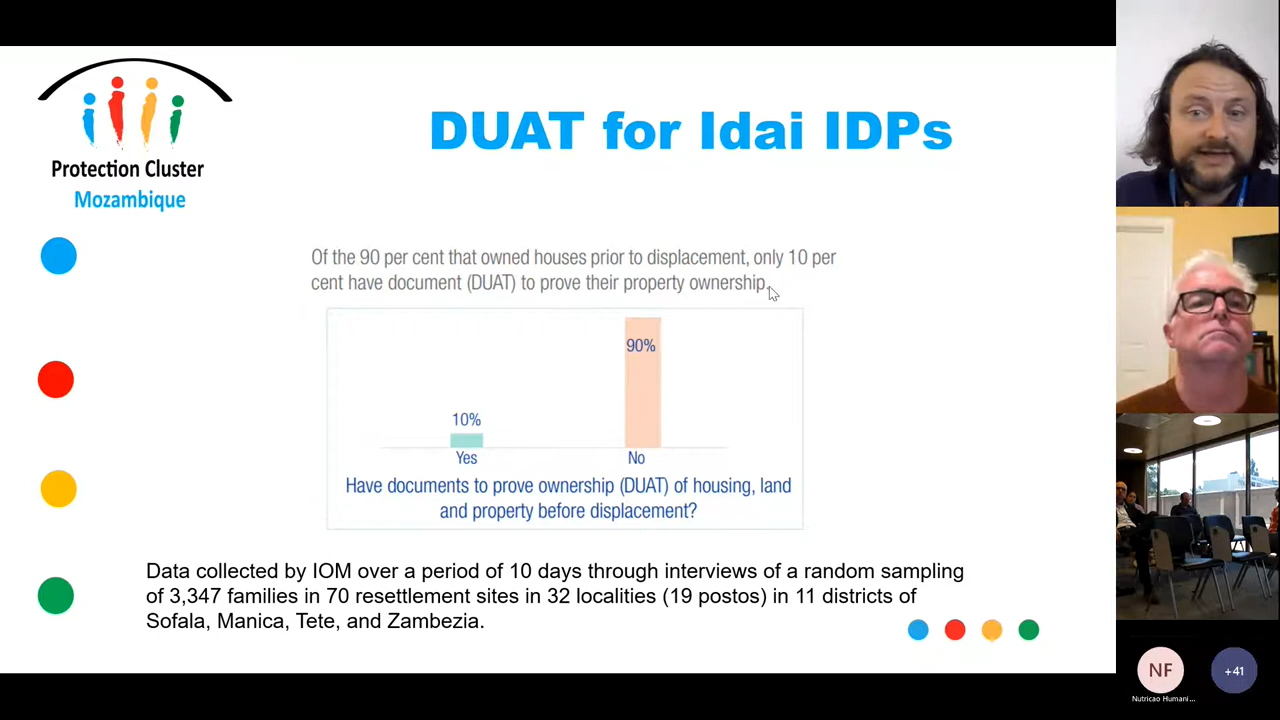 Protection Cluster
Mozambique
DUAT for Idai IDPs
Of the 90 per cent that owned houses prior to displacement, only 10 per
cent have document (DUAT) to prove their property ownership.
10%
90%
Yes
No
Have documents to prove ownership (DUAT) of housing, land
and property before displacement?
Data collected by IOM over a period of 10 days through interviews of a random sampling
of 3,347 families in 70 resettlement sites in 32 localities (19 postos) in 11 districts of
Sofala, Manica, Tete, and Zambezia.
NF
Nutricao Humani...
+41